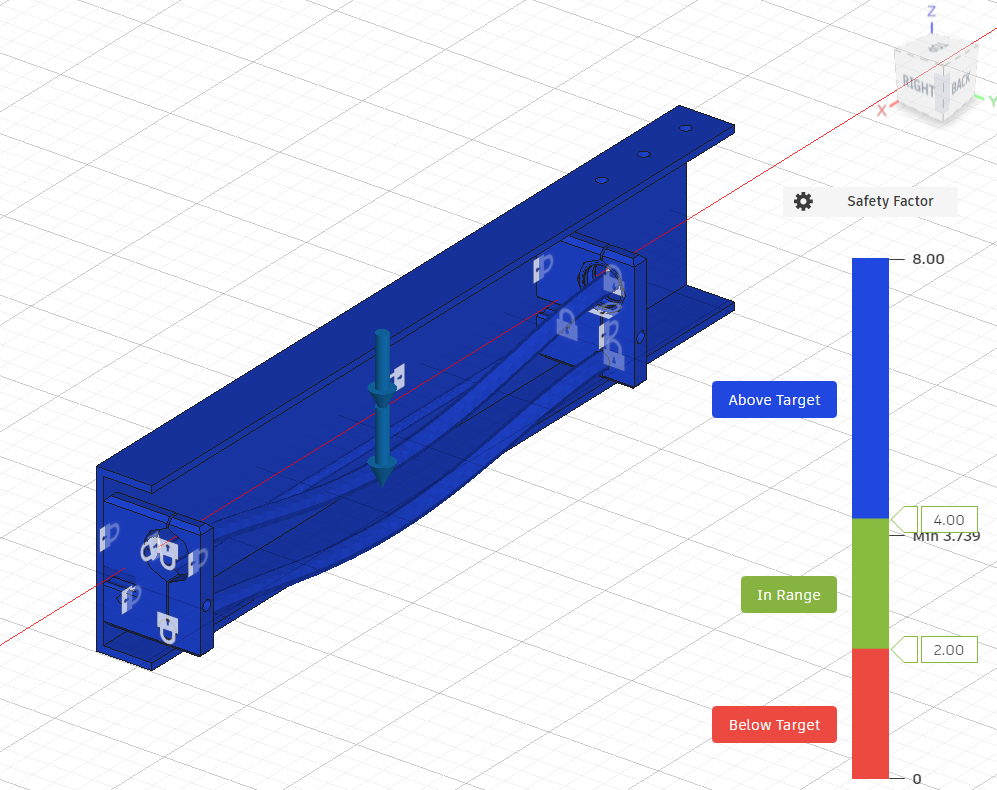 Z
RIGHT
BACK
X
Y
Safety Factor
8.00
Above Target
4.00
Min 3.739
In Range
2.00
Below Target
0